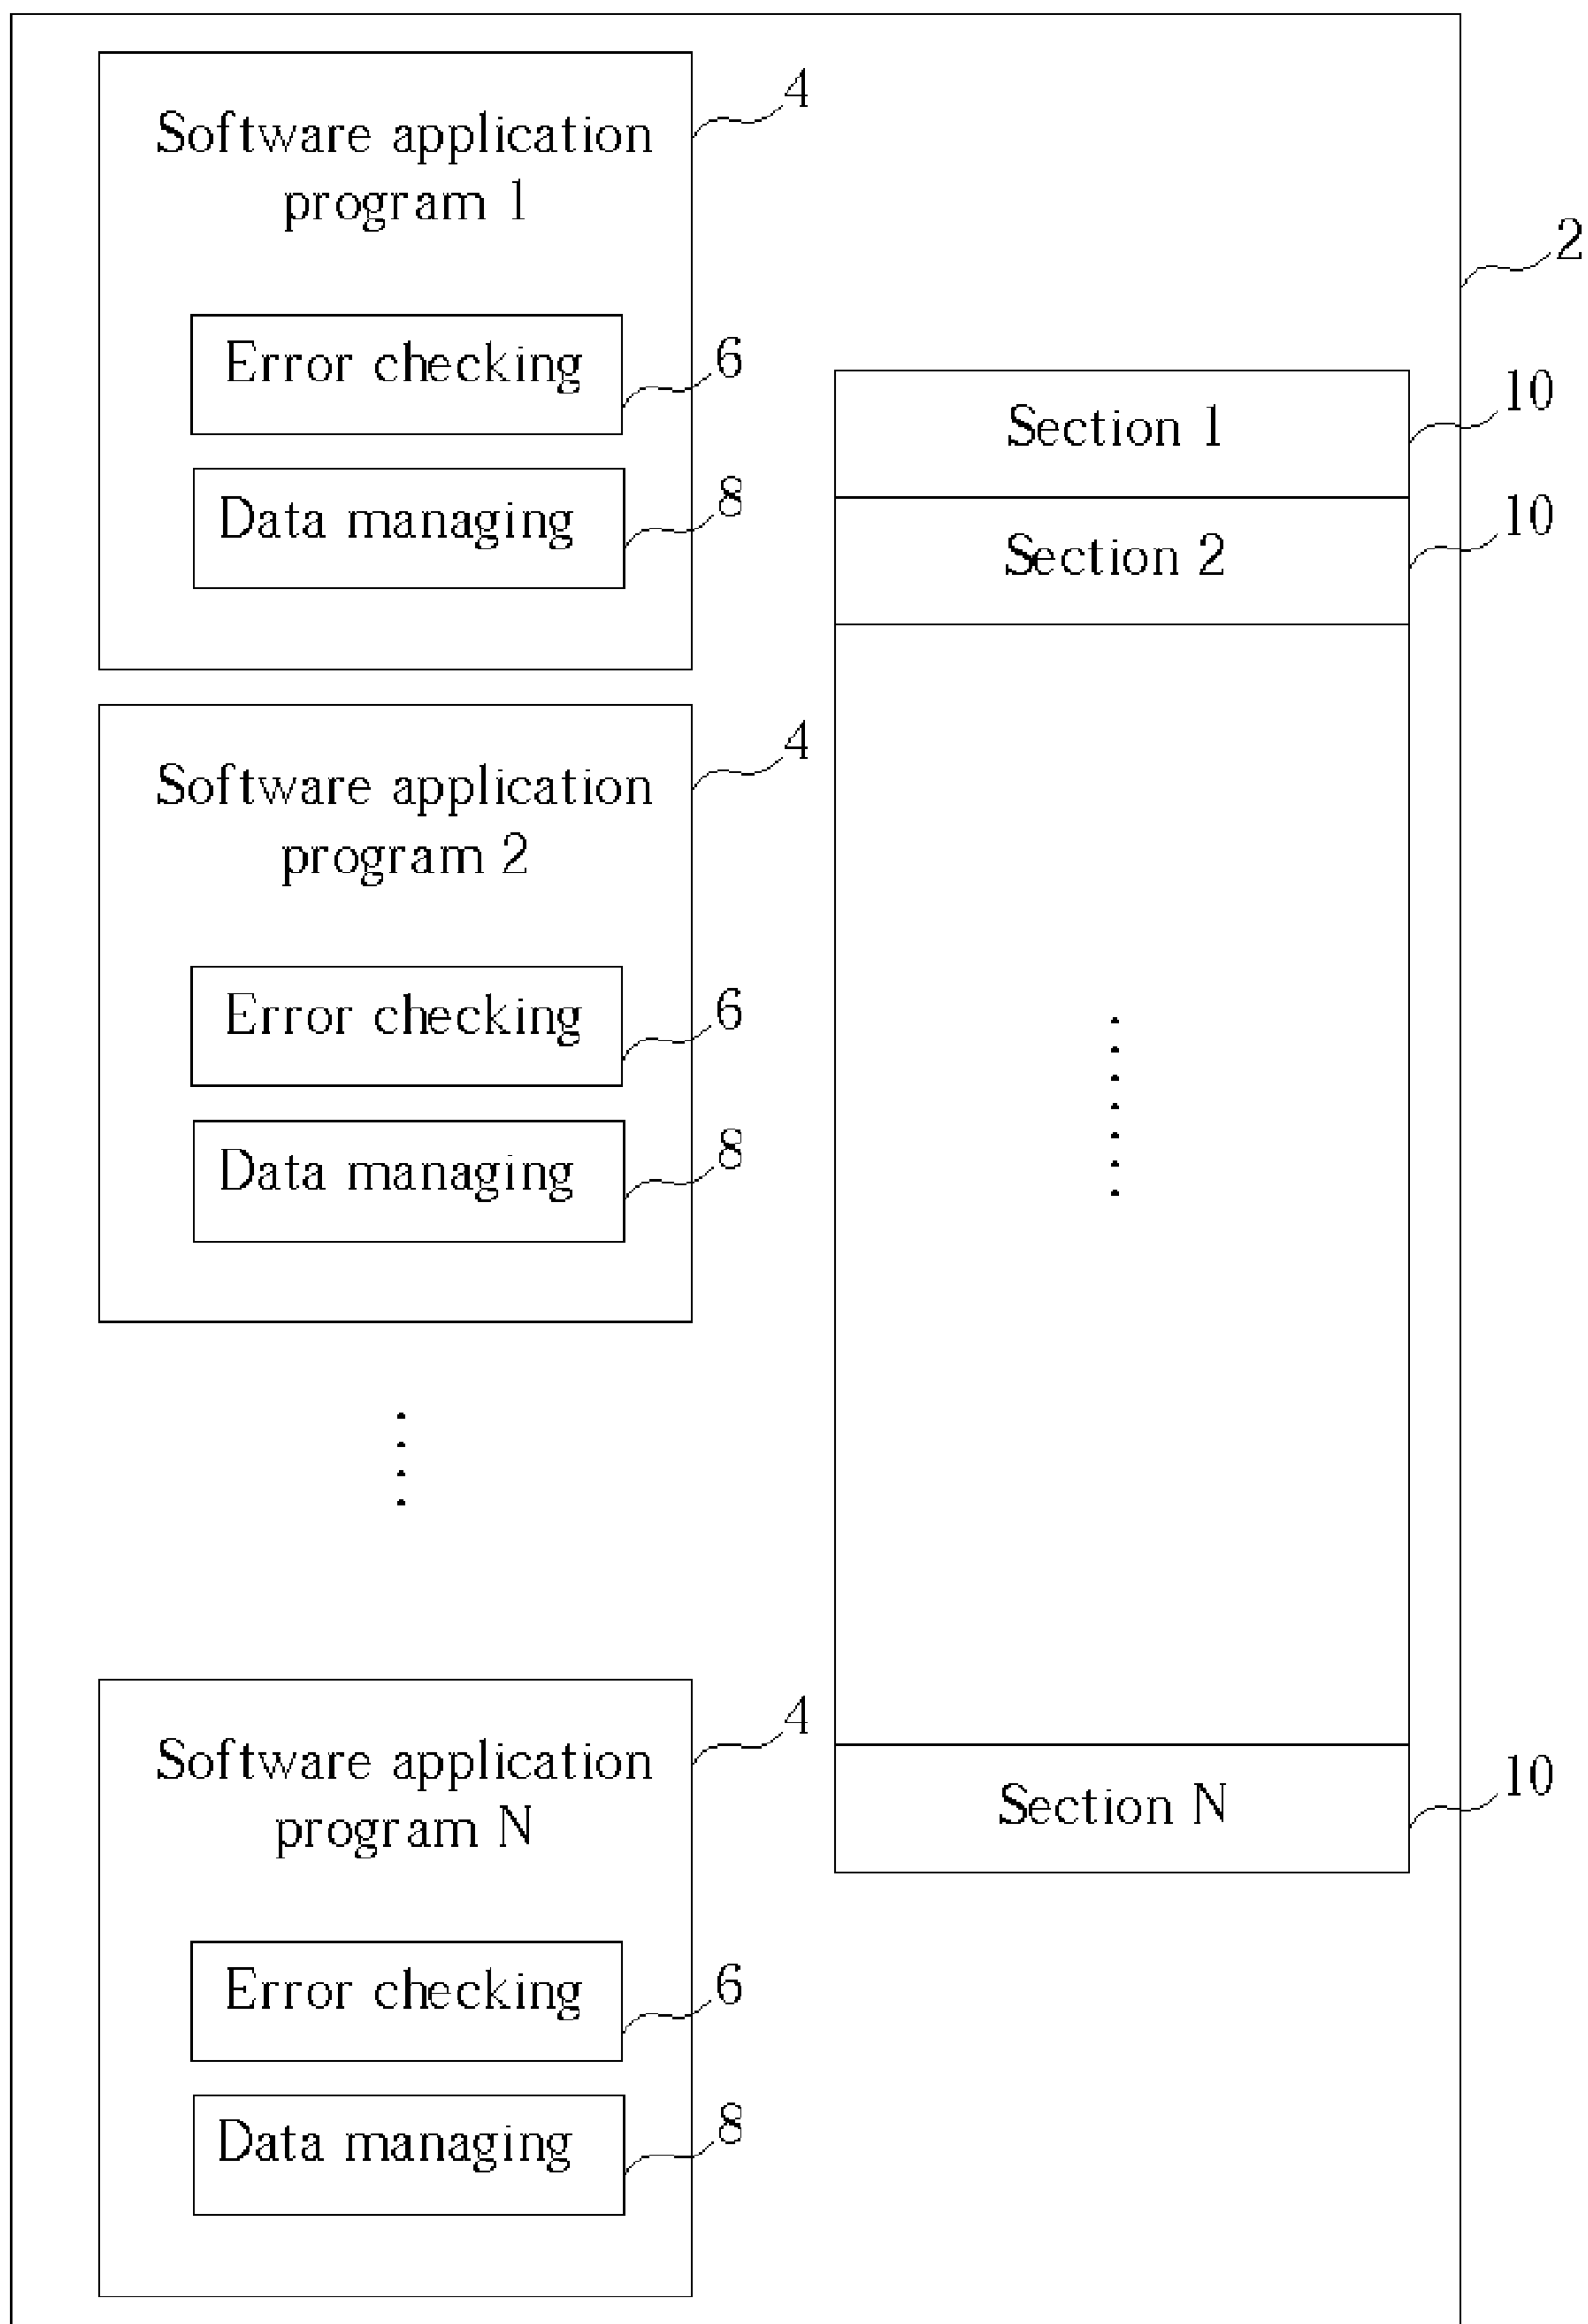 Software application
program 1
4
Error checking
6
Data managing
8
2
Section 1
10
Section 2
10
Software application
program 2
4
Error checking
6
Data managing
8
Software application
program N
4
Error checking
6
Data managing
8
Section N
10